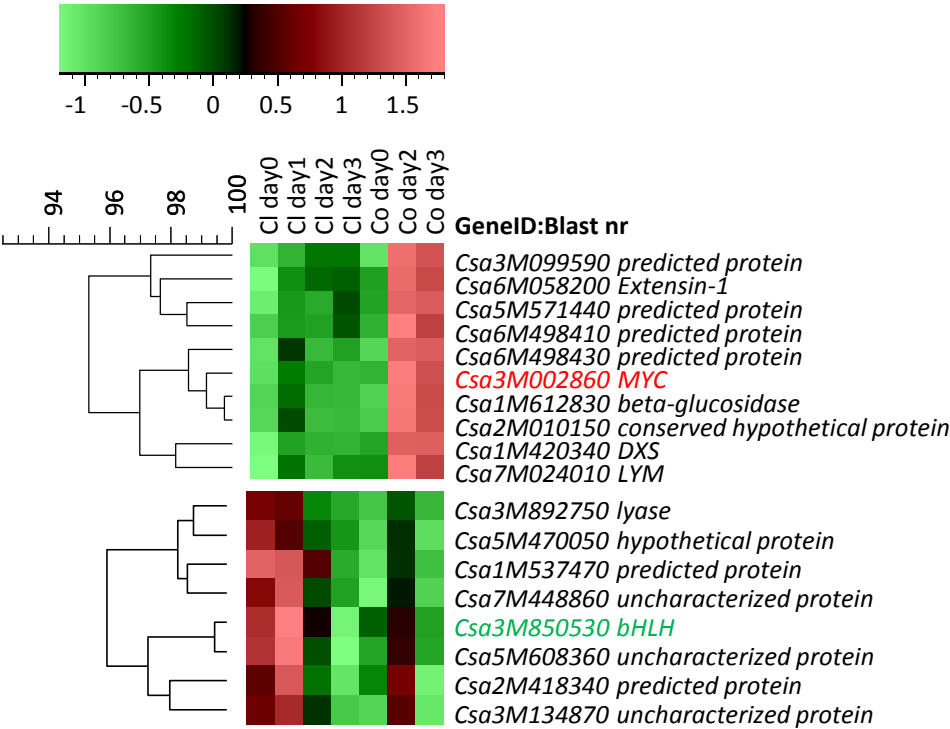 -1 -0.5 0 0.5 1 1.5
94 96 98 100
Cl day0
Cl day1
Cl day2
Cl day3
Co day0
Co day2
Co day3
GeneID:Blast nr
Csa3M099590 predicted protein
Csa6M058200 Extensin-1
Csa5M571440 predicted protein
Csa6M498410 predicted protein
Csa6M498430 predicted protein
Csa3M002860 MYC
Csa1M612830 beta-glucosidase
Csa2M010150 conserved hypothetical protein
Csa1M420340 DXS
Csa7M024010 LYM
Csa3M892750 lyase
Csa5M470050 hypothetical protein
Csa1M537470 predicted protein
Csa7M448860 uncharacterized protein
Csa3M850530 bHLH
Csa5M608360 uncharacterized protein
Csa2M418340 predicted protein
Csa3M134870 uncharacterized protein